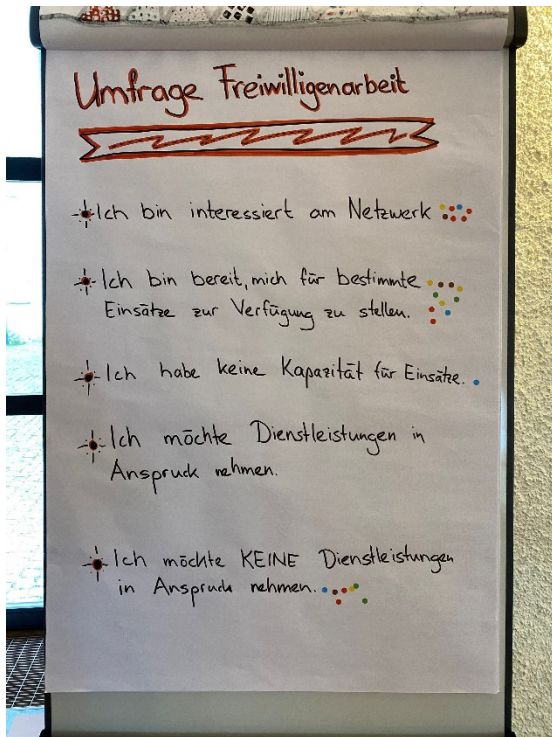 Umfrage Freiwilligenarbeit
Ich bin interessiert am Netzwerk
Ich bin bereit, mich für bestimmte
Einsätze zur Verfügung zu stellen.
Ich habe keine Kapazität für Einsätze.
Ich möchte Dienstleistungen in
Anspruch nehmen.
Ich möchte KEINE Dienstleistungen
in Anspruch nehmen.